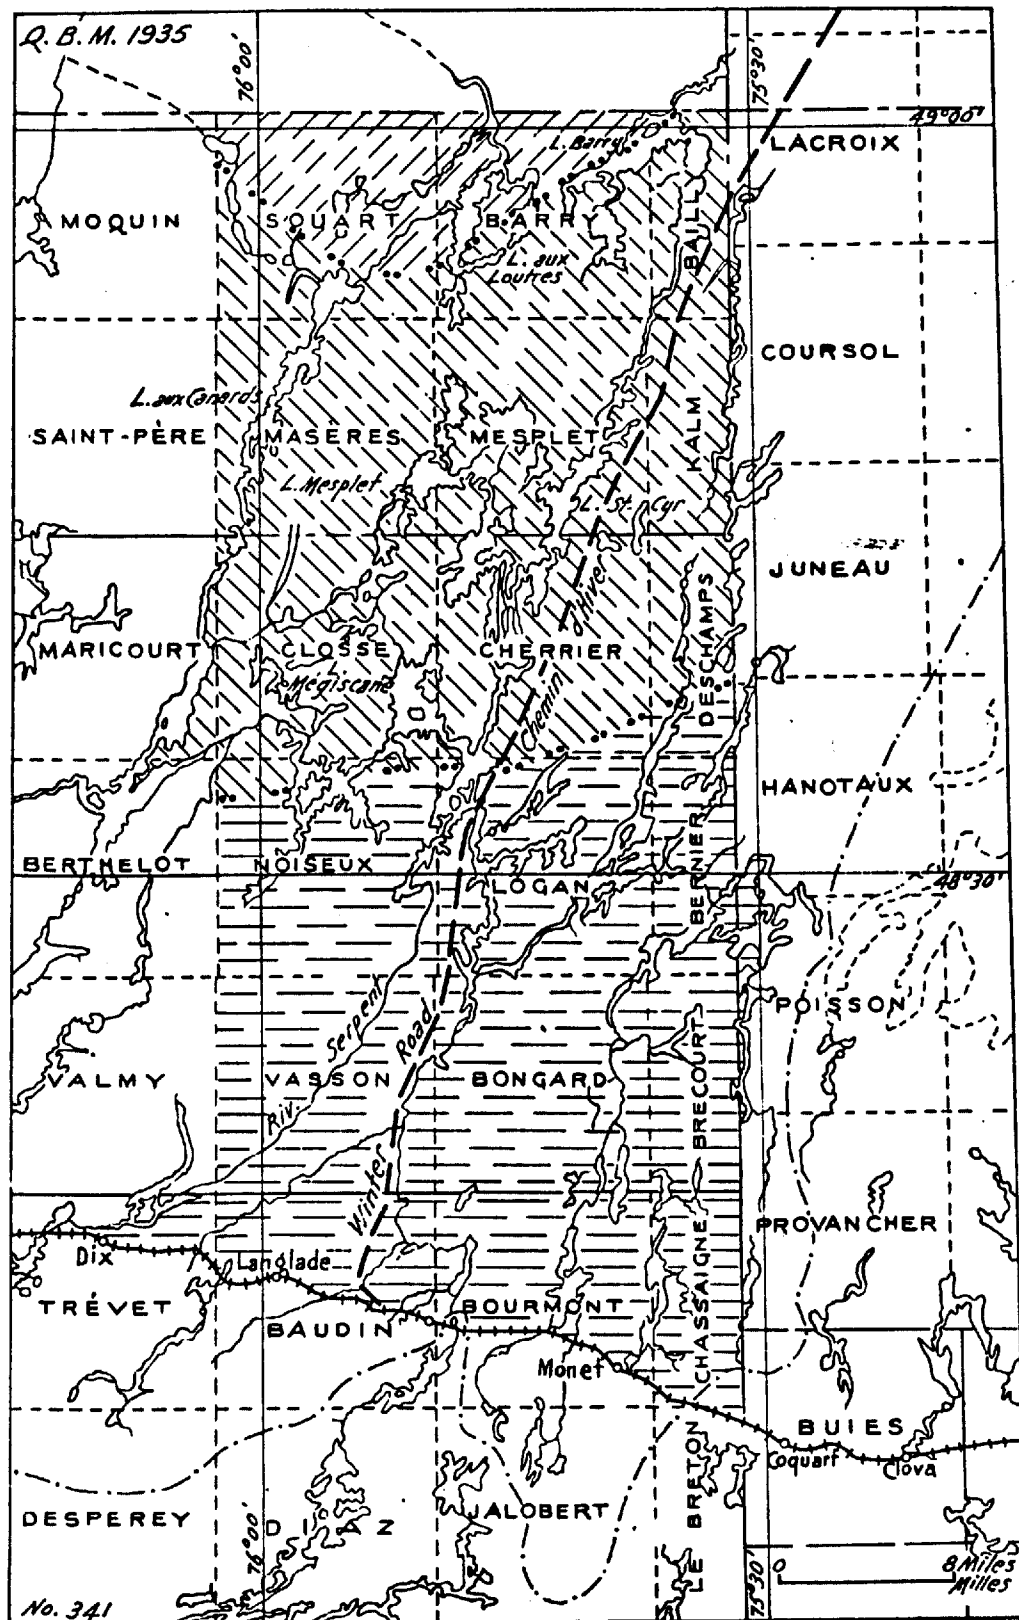 Q.B.M. 1935
76°00'
75°30'
49°00'
LACROIX
L. Barry
MOQUIN
SOUART
BARRY
BAILL
L. aux
Loutres
COURSOL
L. aux Canards
SAINT-PÈRE
MASÈRES
MESPLET
KALM
L. Mesplet
L. St. Cyr
JUNEAU
d'Hiver
DESCHAMPS
MARICOURT
CLOSSE
CHERRIER
L.
Mégiscane
Chemin
HANOTAUX
BERTHELOT
NOISEUX
LOGAN
BERNIER
48°30'
POISSON
Serpent
Road
VALMY
VASSON
BONGARD
BRECOURT
Riv.
Winter
PROVANCHER
Dix
Langlade
TRÉVET
BAUDIN
BOURMONT
CHASSAIGNE
Monet
BUIES
Coquart
Clova
DESPEREY
DIAZ
JALOBERT
LE BRETON
76°00'
75°30'
0
8 Miles
Milles
No. 341